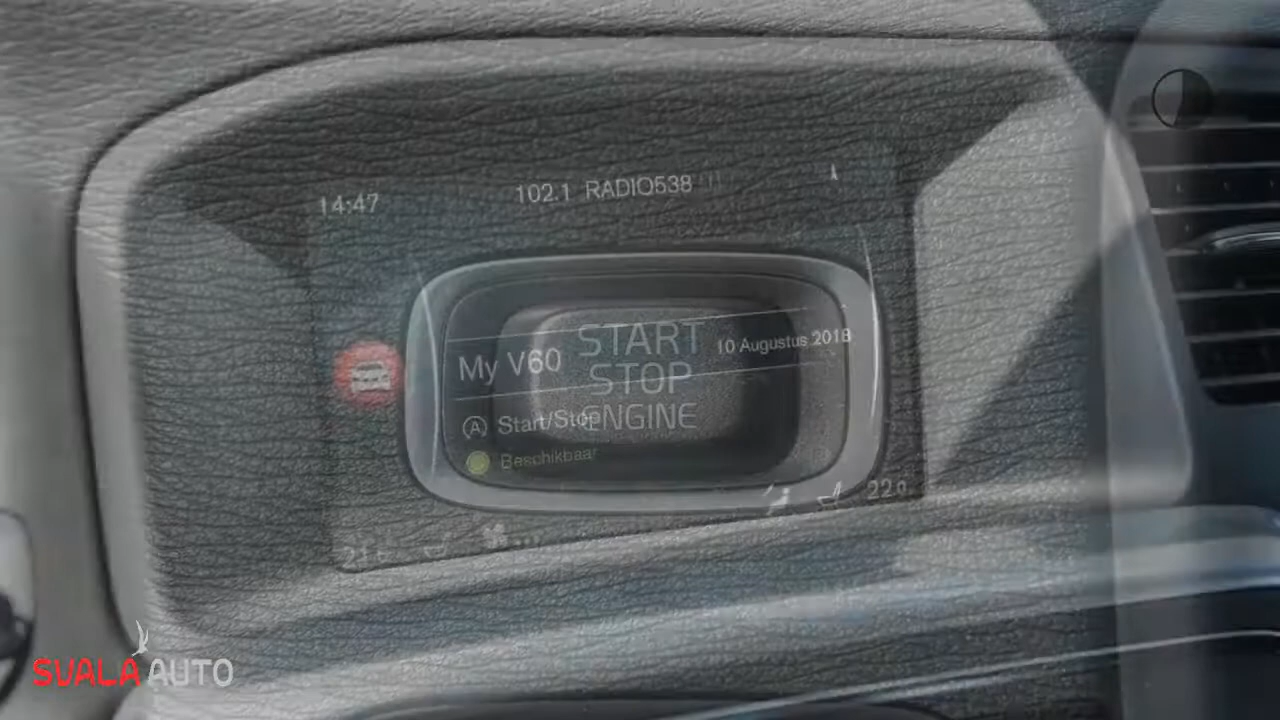 14:47
102.1 RADIO538
My V60
10 Augustus 2018
START
STOP
ENGINE
Start/Stop
Beschikbaar
22°
SVALA AUTO